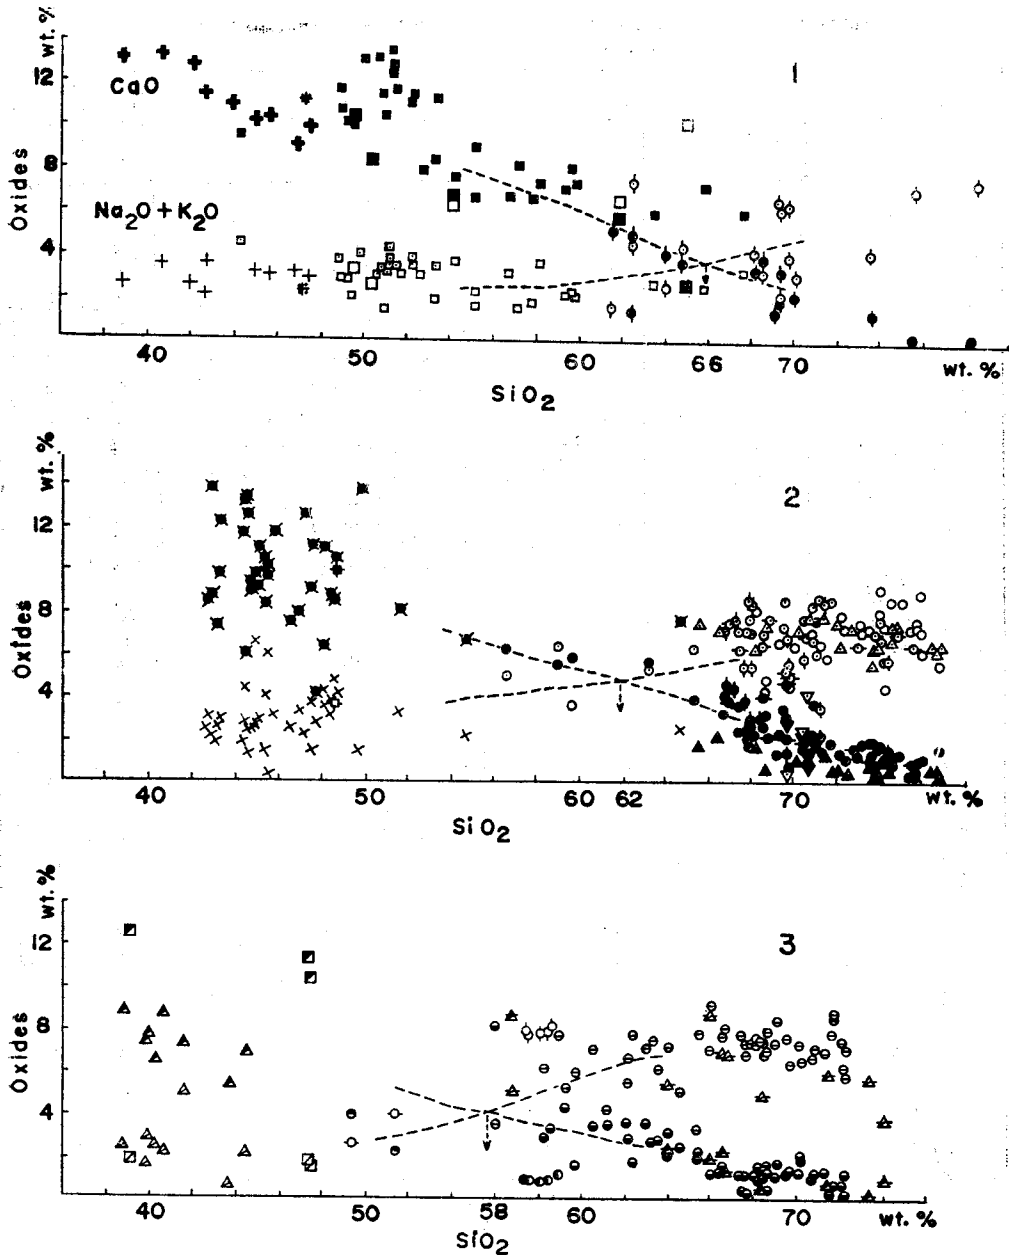 wt. %
12
8
4
Oxides
CaO
Na2O+K2O
1
40 50 60 66 70 wt. %
SiO2
wt. %
12
8
4
Oxides
2
40 50 60 62 70 wt. %
SiO2
wt. %
12
8
4
Oxides
3
40 50 58 60 70 wt. %
SiO2